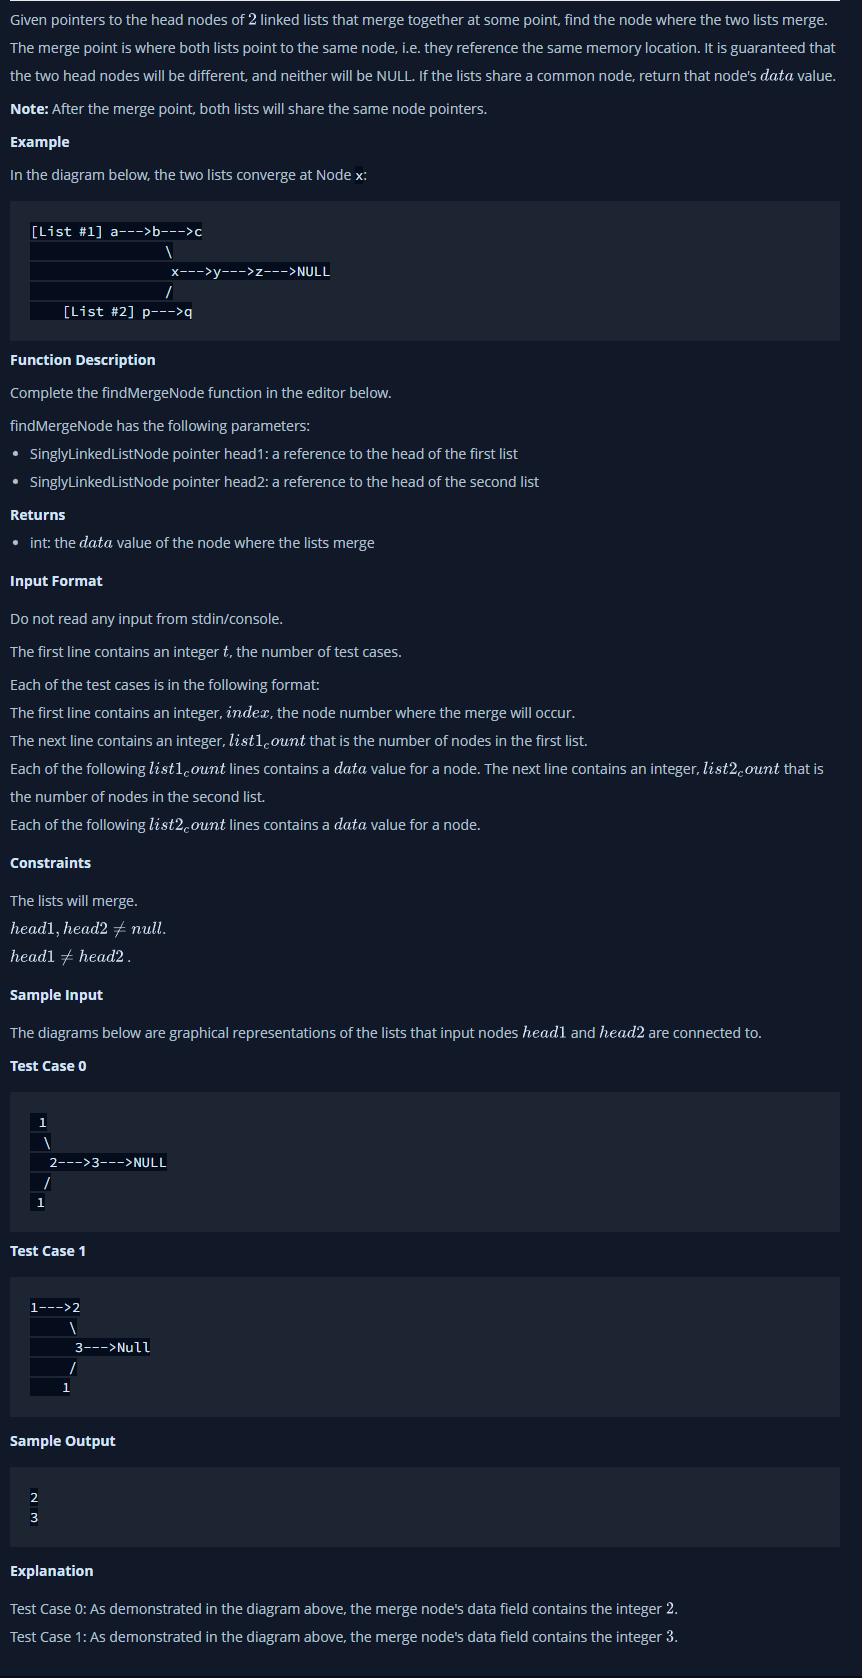 Given pointers to the head nodes of 2 linked lists that merge together at some point, find the node where the two lists merge.
The merge point is where both lists point to the same node, i.e. they reference the same memory location. It is guaranteed that
the two head nodes will be different, and neither will be NULL. If the lists share a common node, return that node's data value.
Note: After the merge point, both lists will share the same node pointers.
Example
In the diagram below, the two lists converge at Node x:
[List #1] a--->b--->c
                \
                 x--->y--->z--->NULL
                /
    [List #2] p--->q
Function Description
Complete the findMergeNode function in the editor below.
findMergeNode has the following parameters:
• SinglyLinkedListNode pointer head1: a reference to the head of the first list
• SinglyLinkedListNode pointer head2: a reference to the head of the second list
Returns
• int: the data value of the node where the lists merge
Input Format
Do not read any input from stdin/console.
The first line contains an integer t, the number of test cases.
Each of the test cases is in the following format:
The first line contains an integer, index, the node number where the merge will occur.
The next line contains an integer, list1_count that is the number of nodes in the first list.
Each of the following list1_count lines contains a data value for a node. The next line contains an integer, list2_count that is
the number of nodes in the second list.
Each of the following list2_count lines contains a data value for a node.
Constraints
The lists will merge.
head1, head2 ≠ null.
head1 ≠ head2 .
Sample Input
The diagrams below are graphical representations of the lists that input nodes head1 and head2 are connected to.
Test Case 0
 1
  \
   2--->3--->NULL
  /
 1
Test Case 1
1--->2
      \
       3--->Null
      /
     1
Sample Output
2
3
Explanation
Test Case 0: As demonstrated in the diagram above, the merge node's data field contains the integer 2.
Test Case 1: As demonstrated in the diagram above, the merge node's data field contains the integer 3.